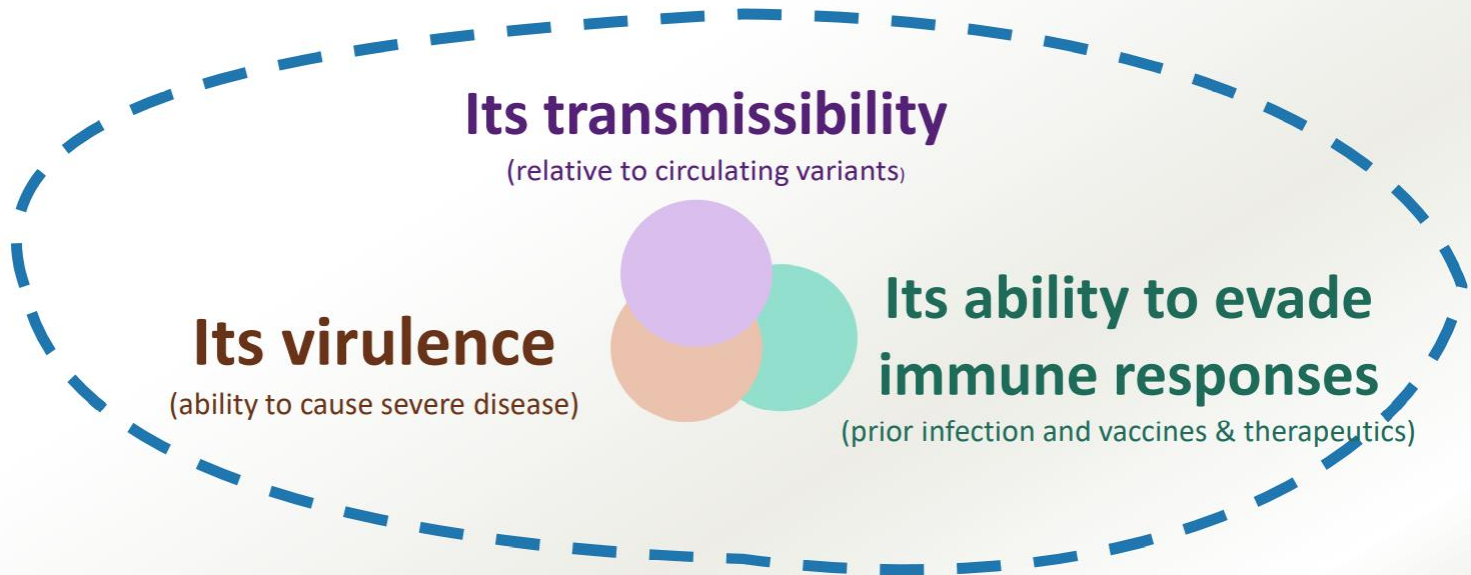 Its transmissibility
(relative to circulating variants)
Its virulence
(ability to cause severe disease)
Its ability to evade
immune responses
(prior infection and vaccines & therapeutics)